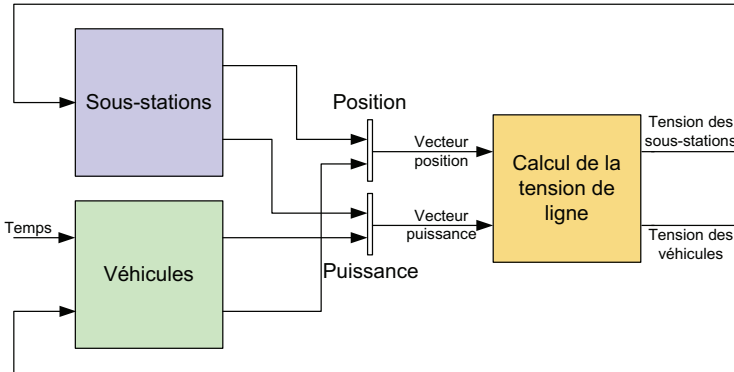 Sous-stations
Position
Vecteur
position
Calcul de la
tension de
ligne
Tension des
sous-stations
Temps
Véhicules
Vecteur
puissance
Puissance
Tension des
véhicules